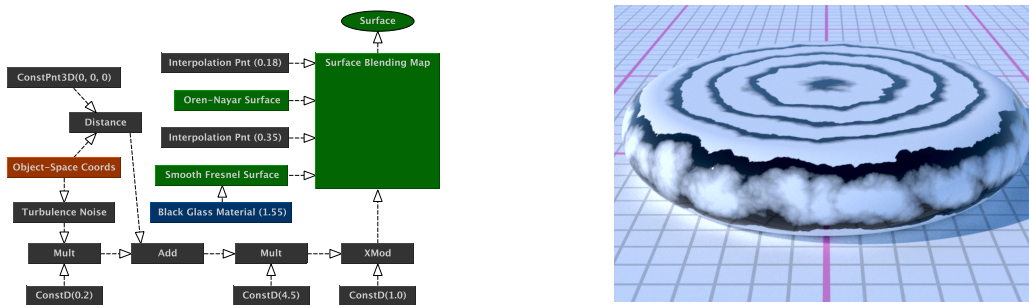 Surface
Interpolation Pnt (0.18)
Surface Blending Map
ConstPnt3D(0, 0, 0)
Oren-Nayar Surface
Distance
Interpolation Pnt (0.35)
Object-Space Coords
Smooth Fresnel Surface
Turbulence Noise
Black Glass Material (1.55)
Mult
Add
Mult
XMod
ConstD(0.2)
ConstD(4.5)
ConstD(1.0)